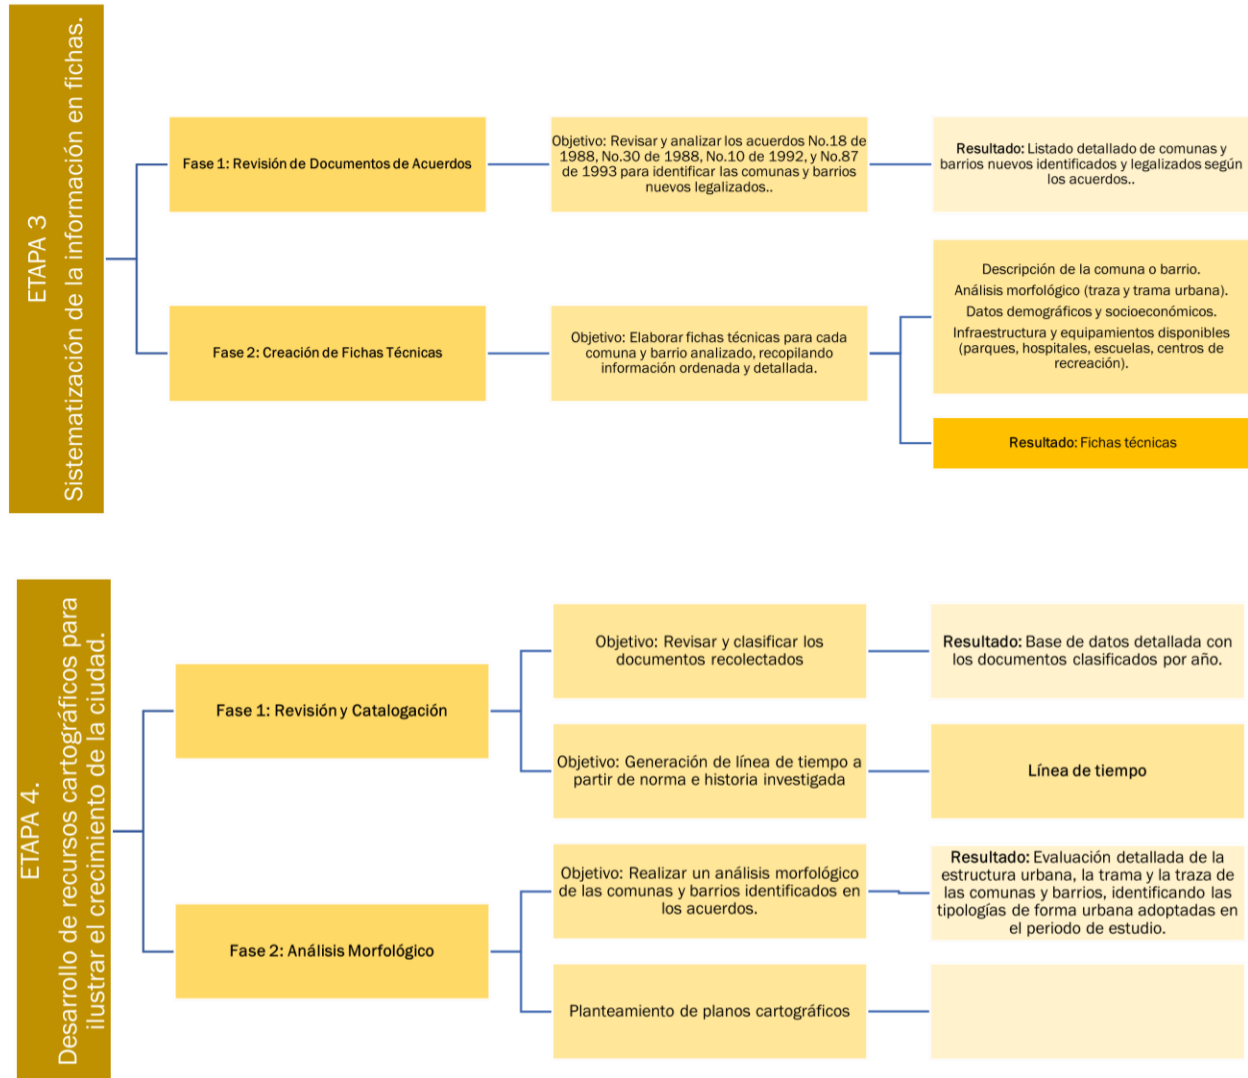 ETAPA 3
Sistematización de la información en fichas.
Fase 1: Revisión de Documentos de Acuerdos
Objetivo: Revisar y analizar los acuerdos No.18 de
1988, No.30 de 1988, No.10 de 1992, y No.87
de 1993 para identificar las comunas y barrios
nuevos legalizados..
Resultado: Listado detallado de comunas y
barrios nuevos identificados y legalizados según
los acuerdos..
Fase 2: Creación de Fichas Técnicas
Objetivo: Elaborar fichas técnicas para cada
comuna y barrio analizado, recopilando
información ordenada y detallada.
Descripción de la comuna o barrio.
Análisis morfológico (traza y trama urbana).
Datos demográficos y socioeconómicos.
Infraestructura y equipamientos disponibles
(parques, hospitales, escuelas, centros de
recreación).
Resultado: Fichas técnicas
ETAPA 4.
Desarrollo de recursos cartográficos para
ilustrar el crecimiento de la ciudad.
Fase 1: Revisión y Catalogación
Objetivo: Revisar y clasificar los
documentos recolectados
Resultado: Base de datos detallada con
los documentos clasificados por año.
Objetivo: Generación de línea de tiempo a
partir de norma e historia investigada
Línea de tiempo
Fase 2: Análisis Morfológico
Objetivo: Realizar un análisis morfológico
de las comunas y barrios identificados en
los acuerdos.
Resultado: Evaluación detallada de la
estructura urbana, la trama y la traza de
las comunas y barrios, identificando las
tipologías de forma urbana adoptadas en
el periodo de estudio.
Planteamiento de planos cartográficos